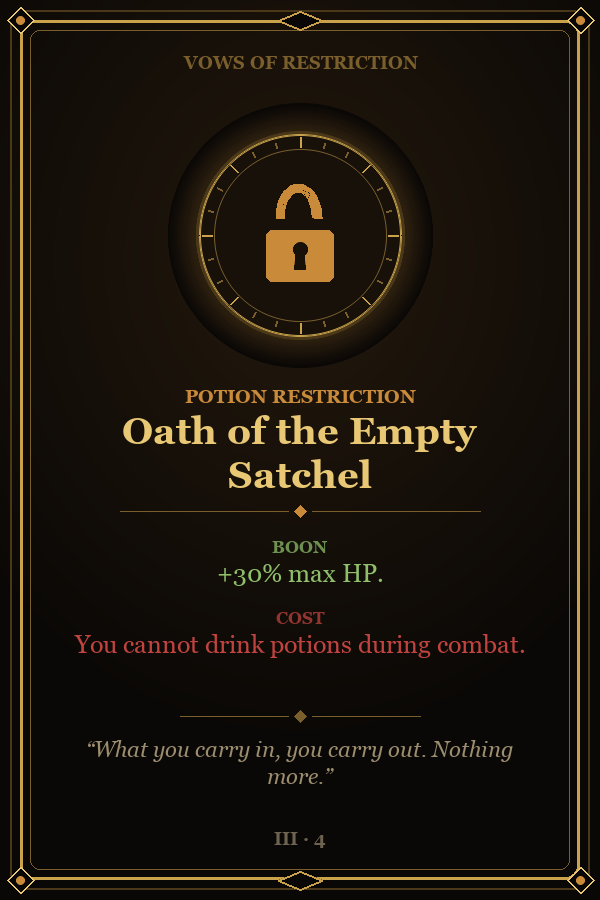 VOWS OF RESTRICTION
POTION RESTRICTION
Oath of the Empty
Satchel
BOON
+30% max HP.
COST
You cannot drink potions during combat.
“What you carry in, you carry out. Nothing
more.”
III · 4